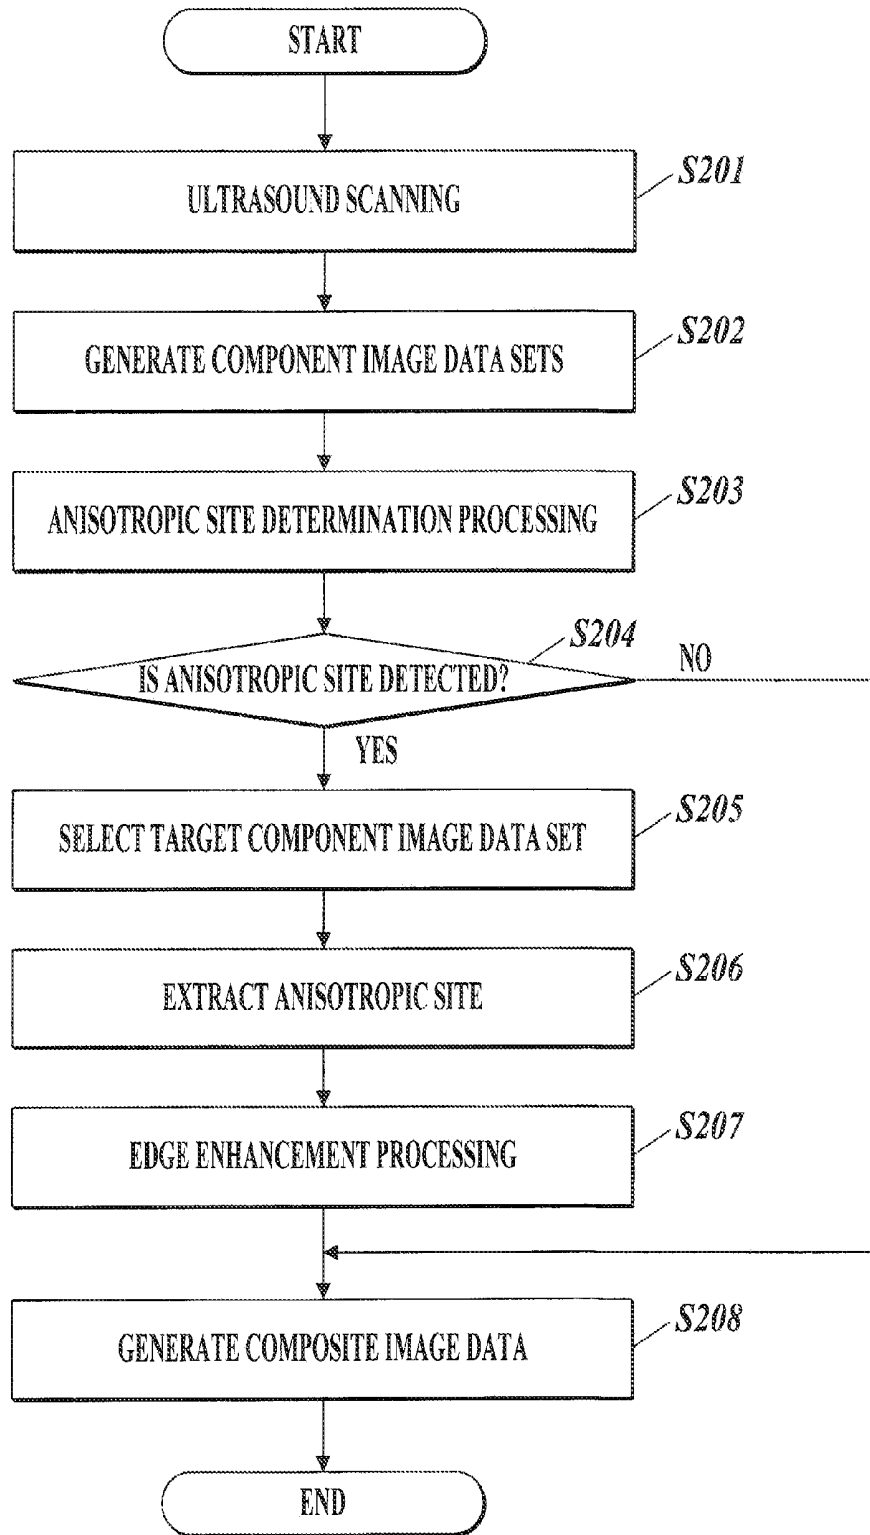 START
ULTRASOUND SCANNING
S201
GENERATE COMPONENT IMAGE DATA SETS
S202
ANISOTROPIC SITE DETERMINATION PROCESSING
S203
IS ANISOTROPIC SITE DETECTED?
S204
NO
YES
SELECT TARGET COMPONENT IMAGE DATA SET
S205
EXTRACT ANISOTROPIC SITE
S206
EDGE ENHANCEMENT PROCESSING
S207
GENERATE COMPOSITE IMAGE DATA
S208
END